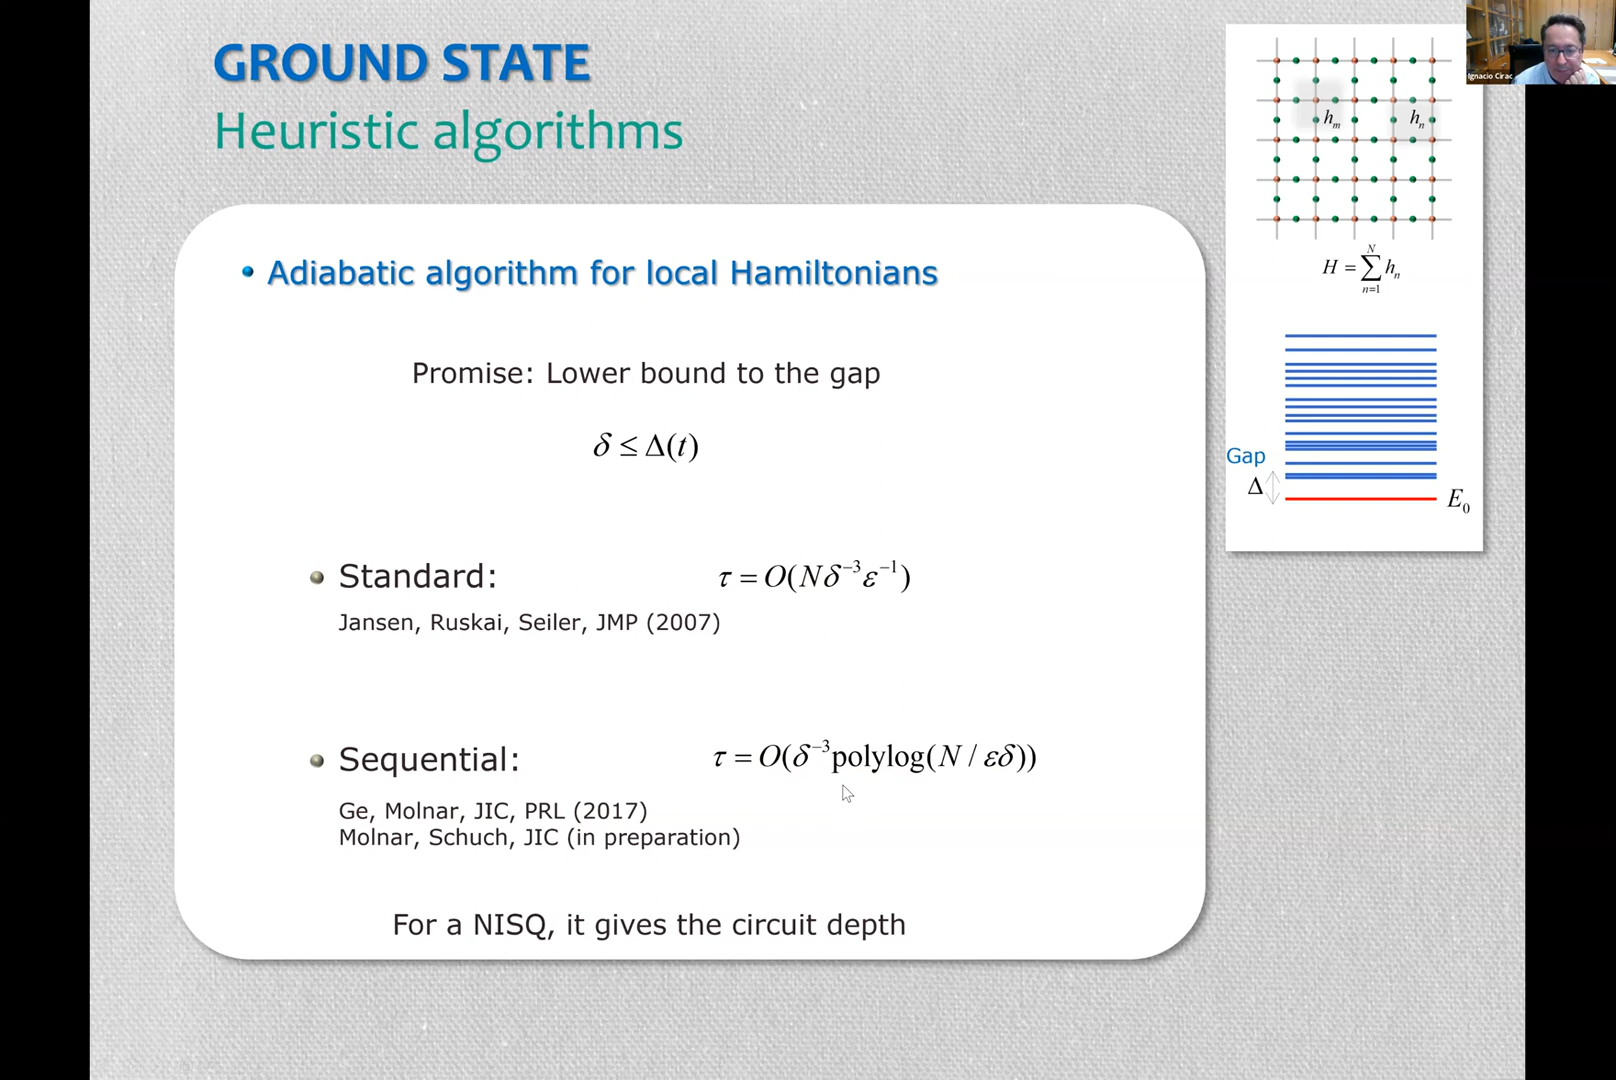 GROUND STATE
Heuristic algorithms
• Adiabatic algorithm for local Hamiltonians
Promise: Lower bound to the gap
δ ≤ Δ(t)
Standard:
τ = O(Nδ⁻³ε⁻¹)
Jansen, Ruskai, Seiler, JMP (2007)
Sequential:
τ = O(δ⁻³polylog(N / εδ))
Ge, Molnar, JIC, PRL (2017)
Molnar, Schuch, JIC (in preparation)
For a NISQ, it gives the circuit depth
hₘ
hₙ
H = ∑ₙ₌₁ᴺ hₙ
Gap
Δ
E₀
Ignacio Cirac